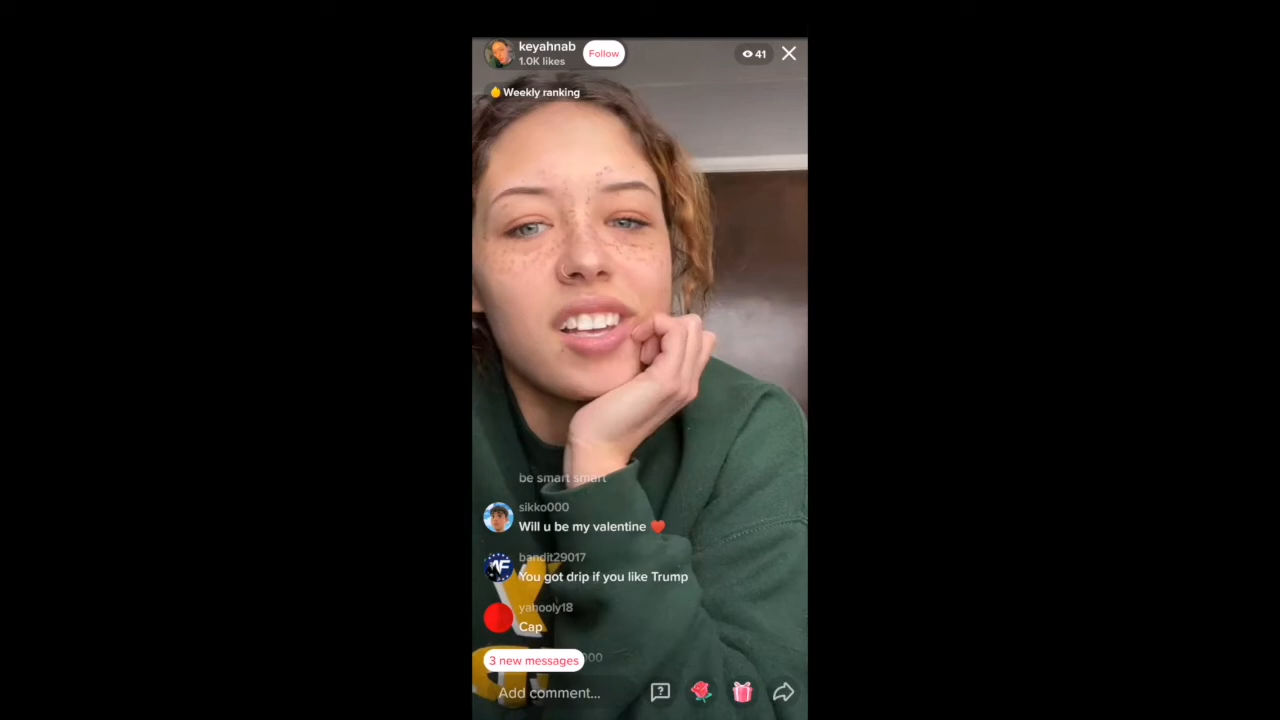 keyahnab
1.0K likes
Follow
41
Weekly ranking
be smart smart
sikko000
Will u be my valentine ❤️
bandit29017
You got drip if you like Trump
yahooly18
Cap
3 new messages
Add comment...